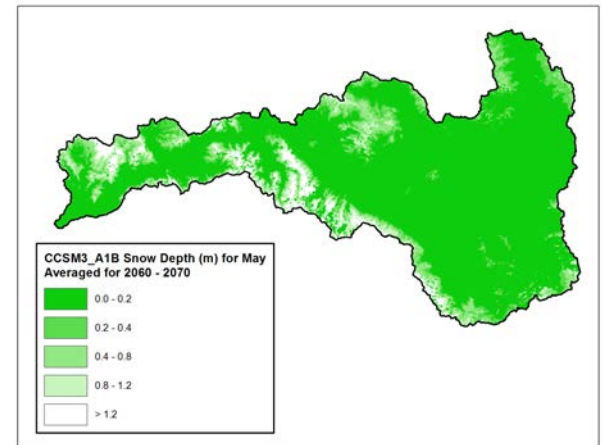 CCSM3_A1B Snow Depth (m) for May
Averaged for 2060 - 2070
0.0 - 0.2
0.2 - 0.4
0.4 - 0.8
0.8 - 1.2
> 1.2